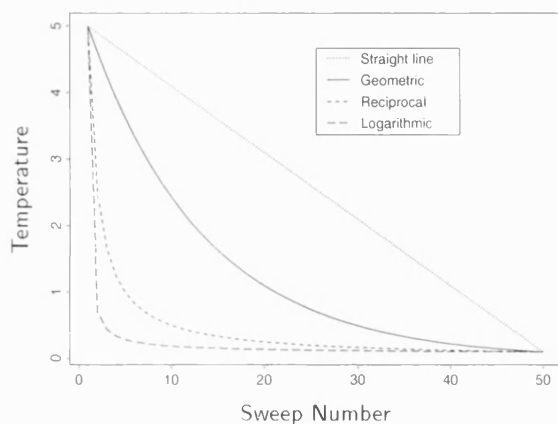 Temperature
5
4
3
2
1
0
Straight line
Geometric
Reciprocal
Logarithmic
0 10 20 30 40 50
Sweep Number